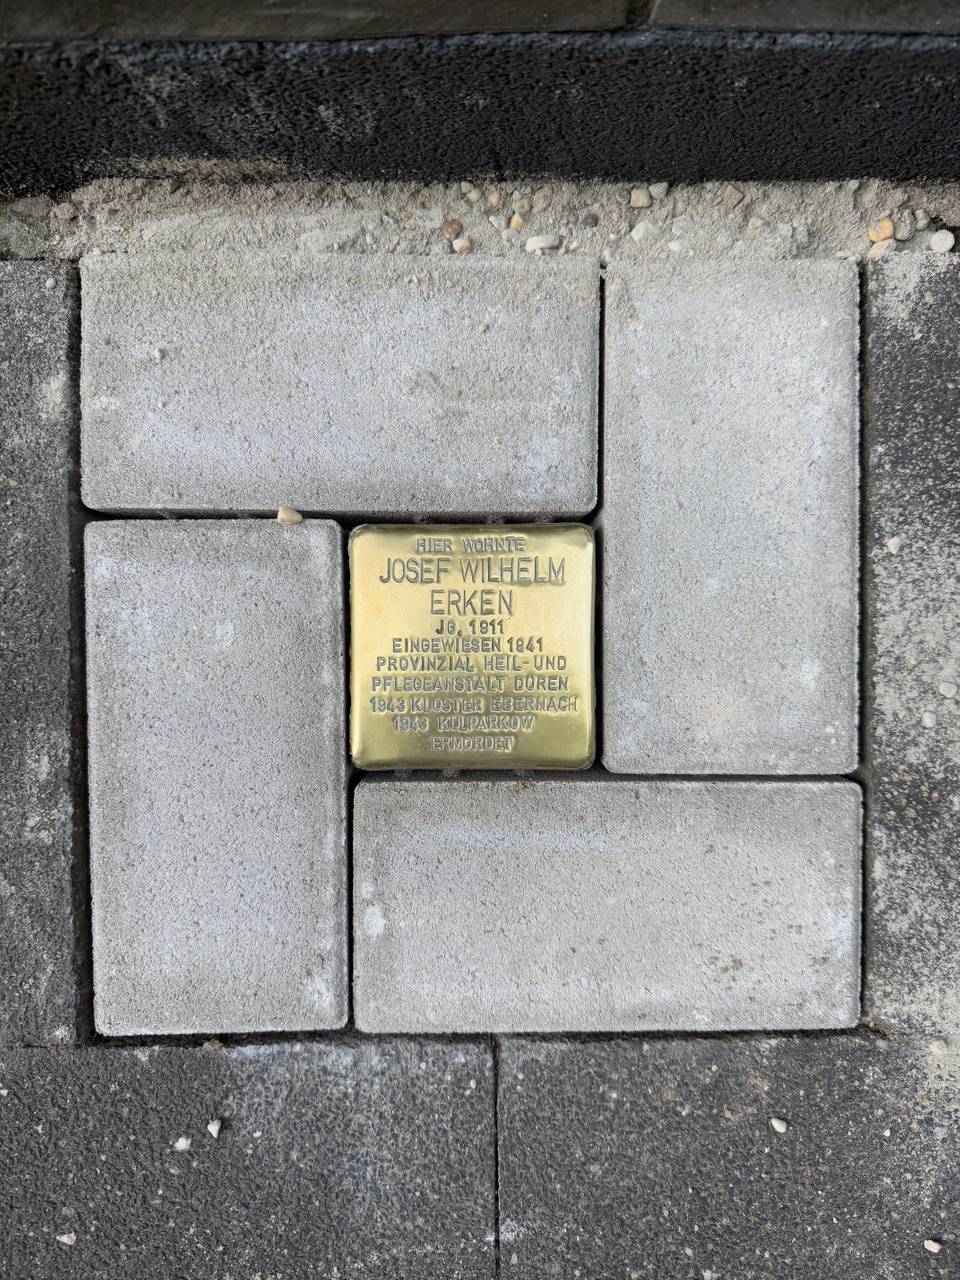 HIER WOHNTE
JOSEF WILHELM
ERKEN
JG. 1911
EINGEWIESEN 1941
PROVINZIAL HEIL-UND
PFLEGEANSTALT DÜREN
1943 KLOSTER EBERNACH
1943 KULPARKOW
ERMORDET